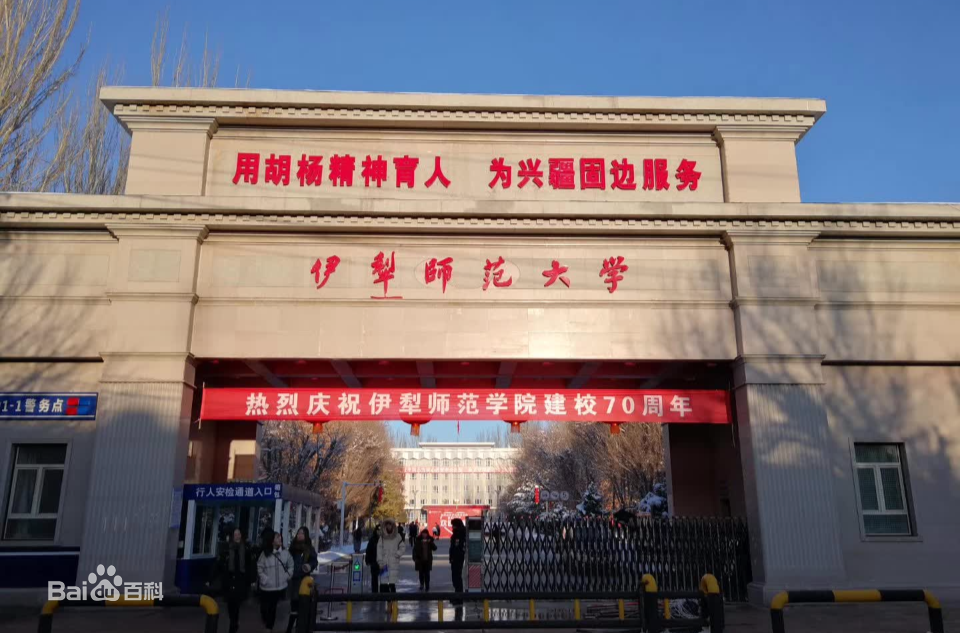 用胡杨精神育人 为兴疆固边服务
伊犁师范大学
热烈庆祝伊犁师范学院建校70周年
1-1警务点
行人安检通道入口
Bai百科